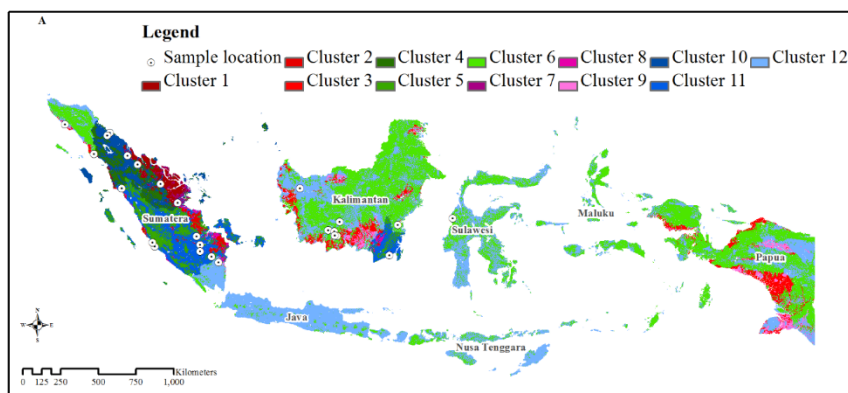 A
Legend
Sample location Cluster 2 Cluster 4 Cluster 6 Cluster 8 Cluster 10 Cluster 12
Cluster 1 Cluster 3 Cluster 5 Cluster 7 Cluster 9 Cluster 11
Kalimantan
Maluku
Sumatera
Sulawesi
Papua
Java
Nusa Tenggara
N
W E
S
Kilometers
0 125 250 500 750 1,000